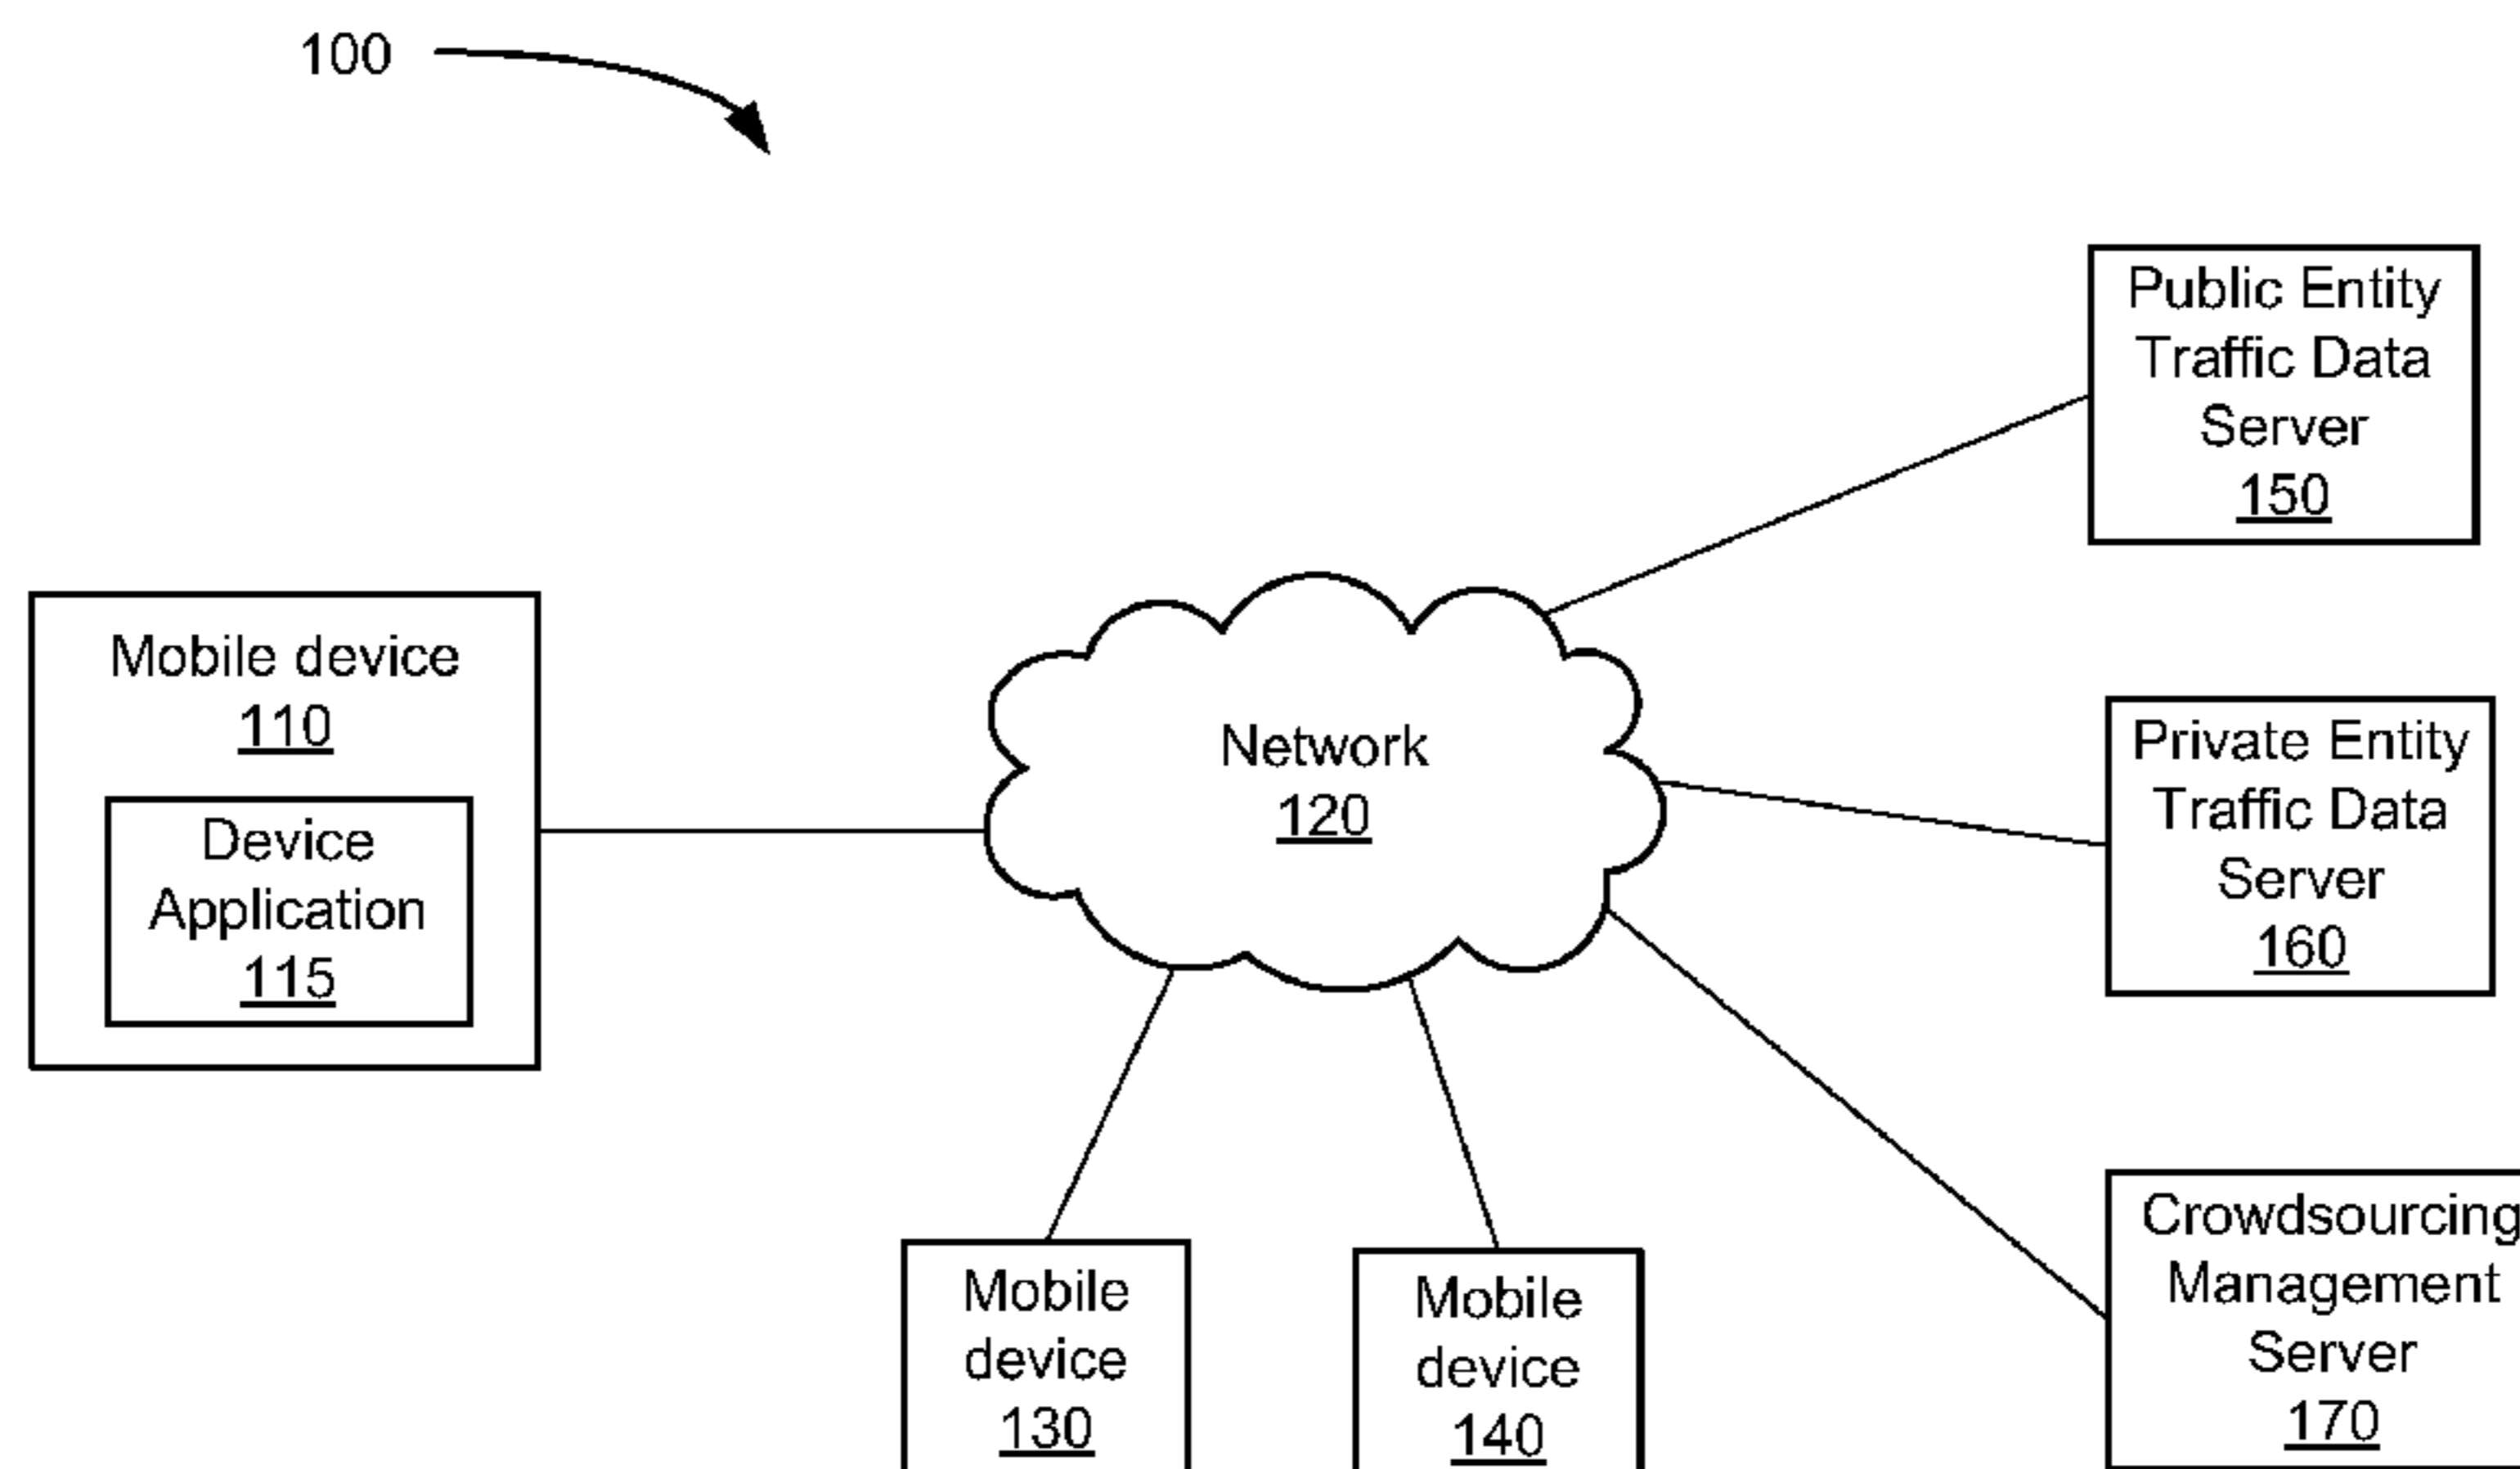 100
Public Entity
Traffic Data
Server
150
Mobile device
110
Device
Application
115
Network
120
Private Entity
Traffic Data
Server
160
Mobile
device
130
Mobile
device
140
Crowdsourcing
Management
Server
170